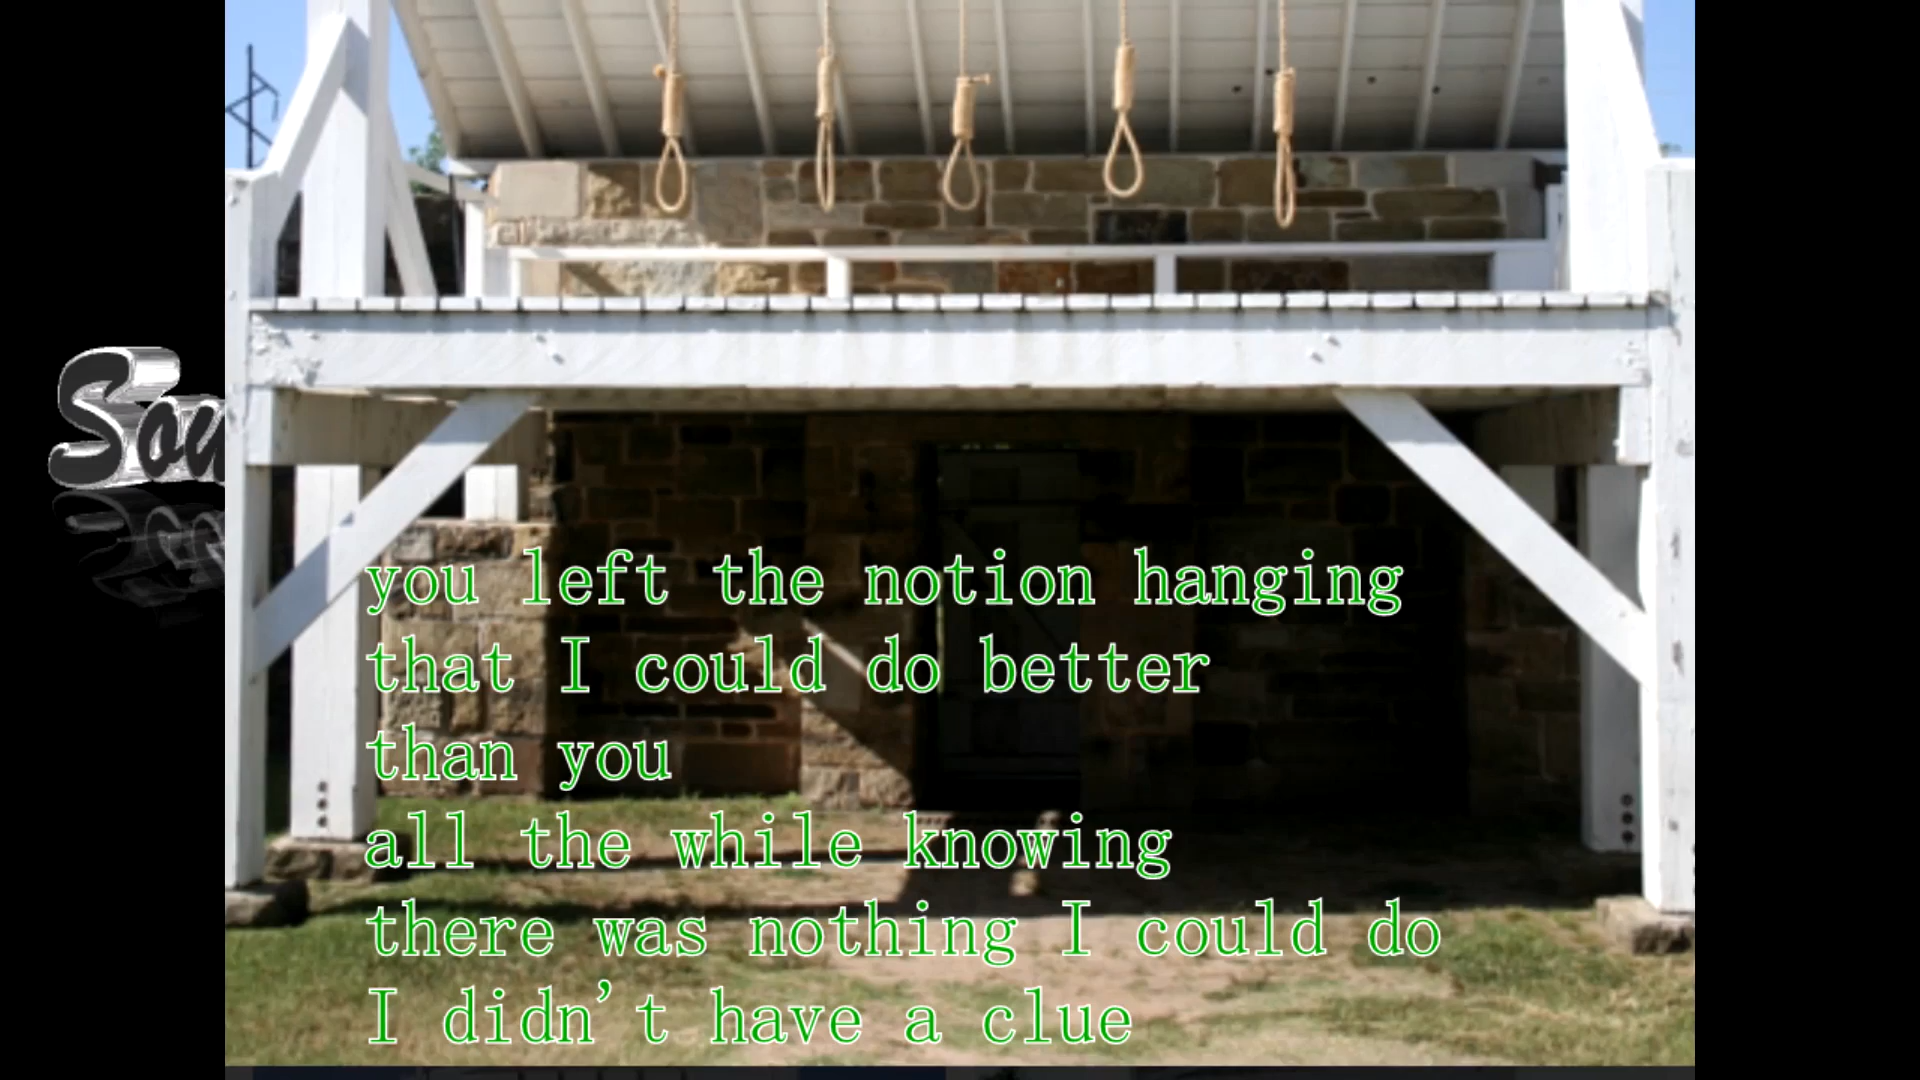 Sou
you left the notion hanging
that I could do better
than you
all the while knowing
there was nothing I could do
I didn't have a clue